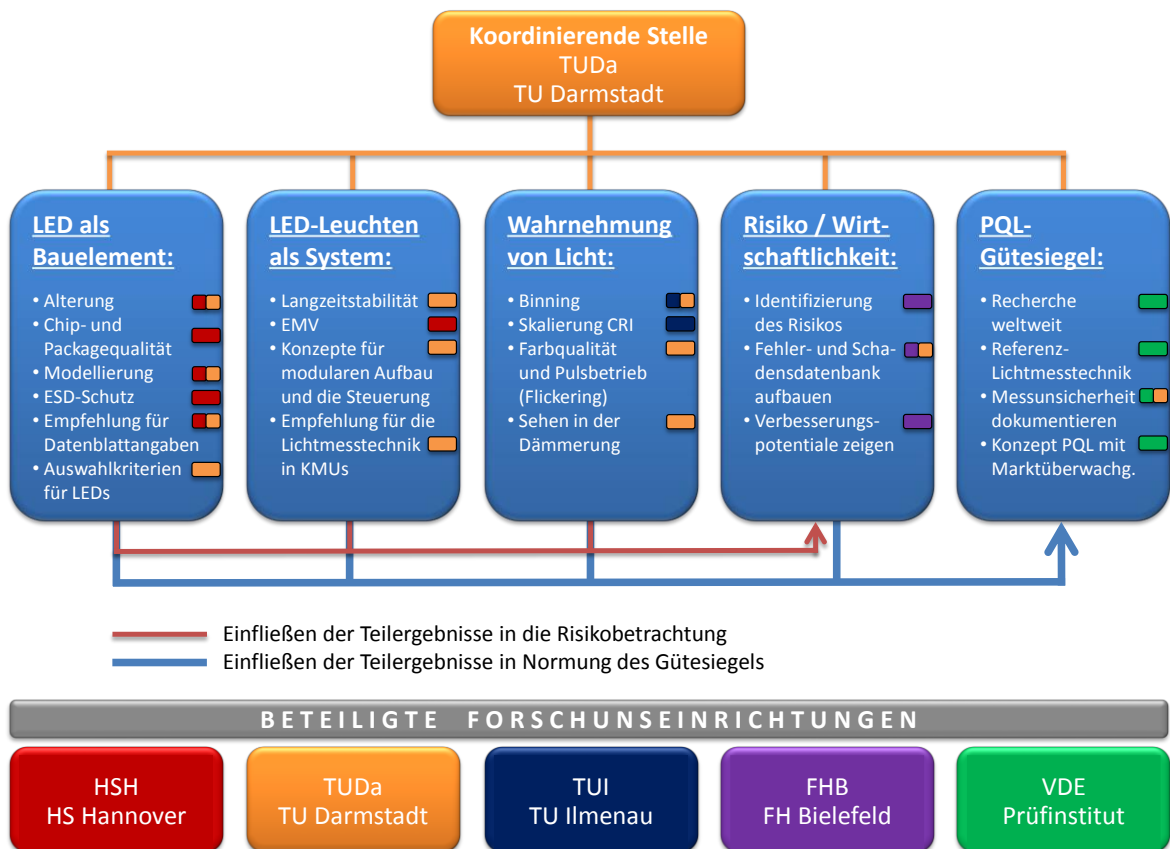 Koordinierende Stelle
TUDa
TU Darmstadt
LED als
Bauelement:
• Alterung
• Chip- und
Packagequalität
• Modellierung
• ESD-Schutz
• Empfehlung für
Datenblattangaben
• Auswahlkriterien
für LEDs
LED-Leuchten
als System:
• Langzeitstabilität
• EMV
• Konzepte für
modularen Aufbau
und die Steuerung
• Empfehlung für die
Lichtmesstechnik
in KMUs
Wahrnehmung
von Licht:
• Binning
• Skalierung CRI
• Farbqualität
und Pulsbetrieb
(Flickering)
• Sehen in der
Dämmerung
Risiko / Wirt-
schaftlichkeit:
• Identifizierung
des Risikos
• Fehler- und Scha-
densdatenbank
aufbauen
• Verbesserungs-
potentiale zeigen
PQL-
Gütesiegel:
• Recherche
weltweit
• Referenz-
Lichtmesstechnik
• Messunsicherheit
dokumentieren
• Konzept PQL mit
Marktüberwachg.
Einfließen der Teilergebnisse in die Risikobetrachtung
Einfließen der Teilergebnisse in Normung des Gütesiegels
BETEILIGTE FORSCHUNSEINRICHTUNGEN
HSH
HS Hannover
TUDa
TU Darmstadt
TUI
TU Ilmenau
FHB
FH Bielefeld
VDE
Prüfinstitut